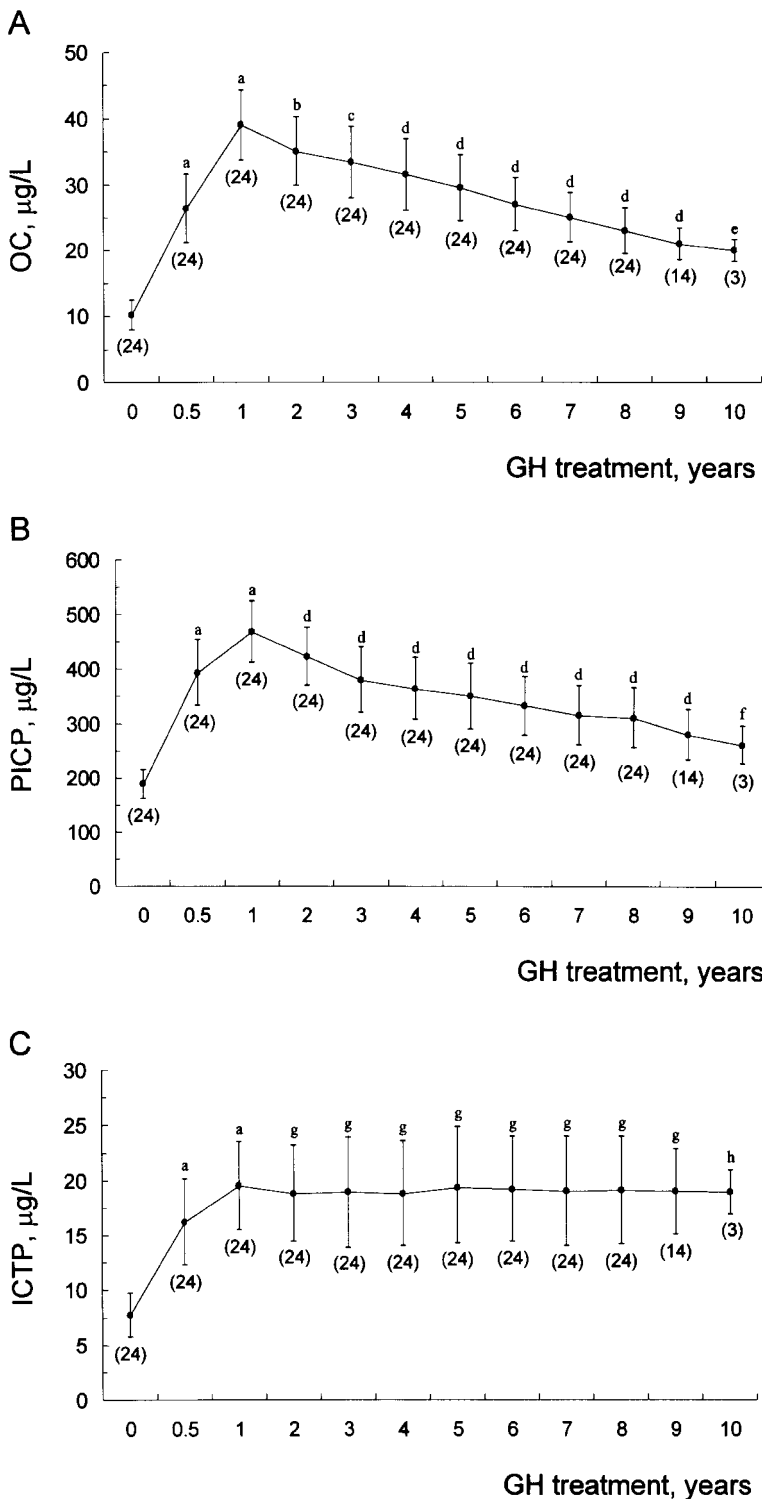 A
50
40
30
20
10
0
OC, µg/L
a
a
b
c
d
d
d
d
d
d
e
(24)
(24)
(24)
(24)
(24)
(24)
(24)
(24)
(24)
(24)
(14)
(3)
0 0.5 1 2 3 4 5 6 7 8 9 10
GH treatment, years
B
600
500
400
300
200
100
0
PICP, µg/L
a
a
d
d
d
d
d
d
d
d
f
(24)
(24)
(24)
(24)
(24)
(24)
(24)
(24)
(24)
(24)
(14)
(3)
0 0.5 1 2 3 4 5 6 7 8 9 10
GH treatment, years
C
30
25
20
15
10
5
0
ICTP, µg/L
a
a
g
g
g
g
g
g
g
g
h
(24)
(24)
(24)
(24)
(24)
(24)
(24)
(24)
(24)
(24)
(14)
(3)
0 0.5 1 2 3 4 5 6 7 8 9 10
GH treatment, years